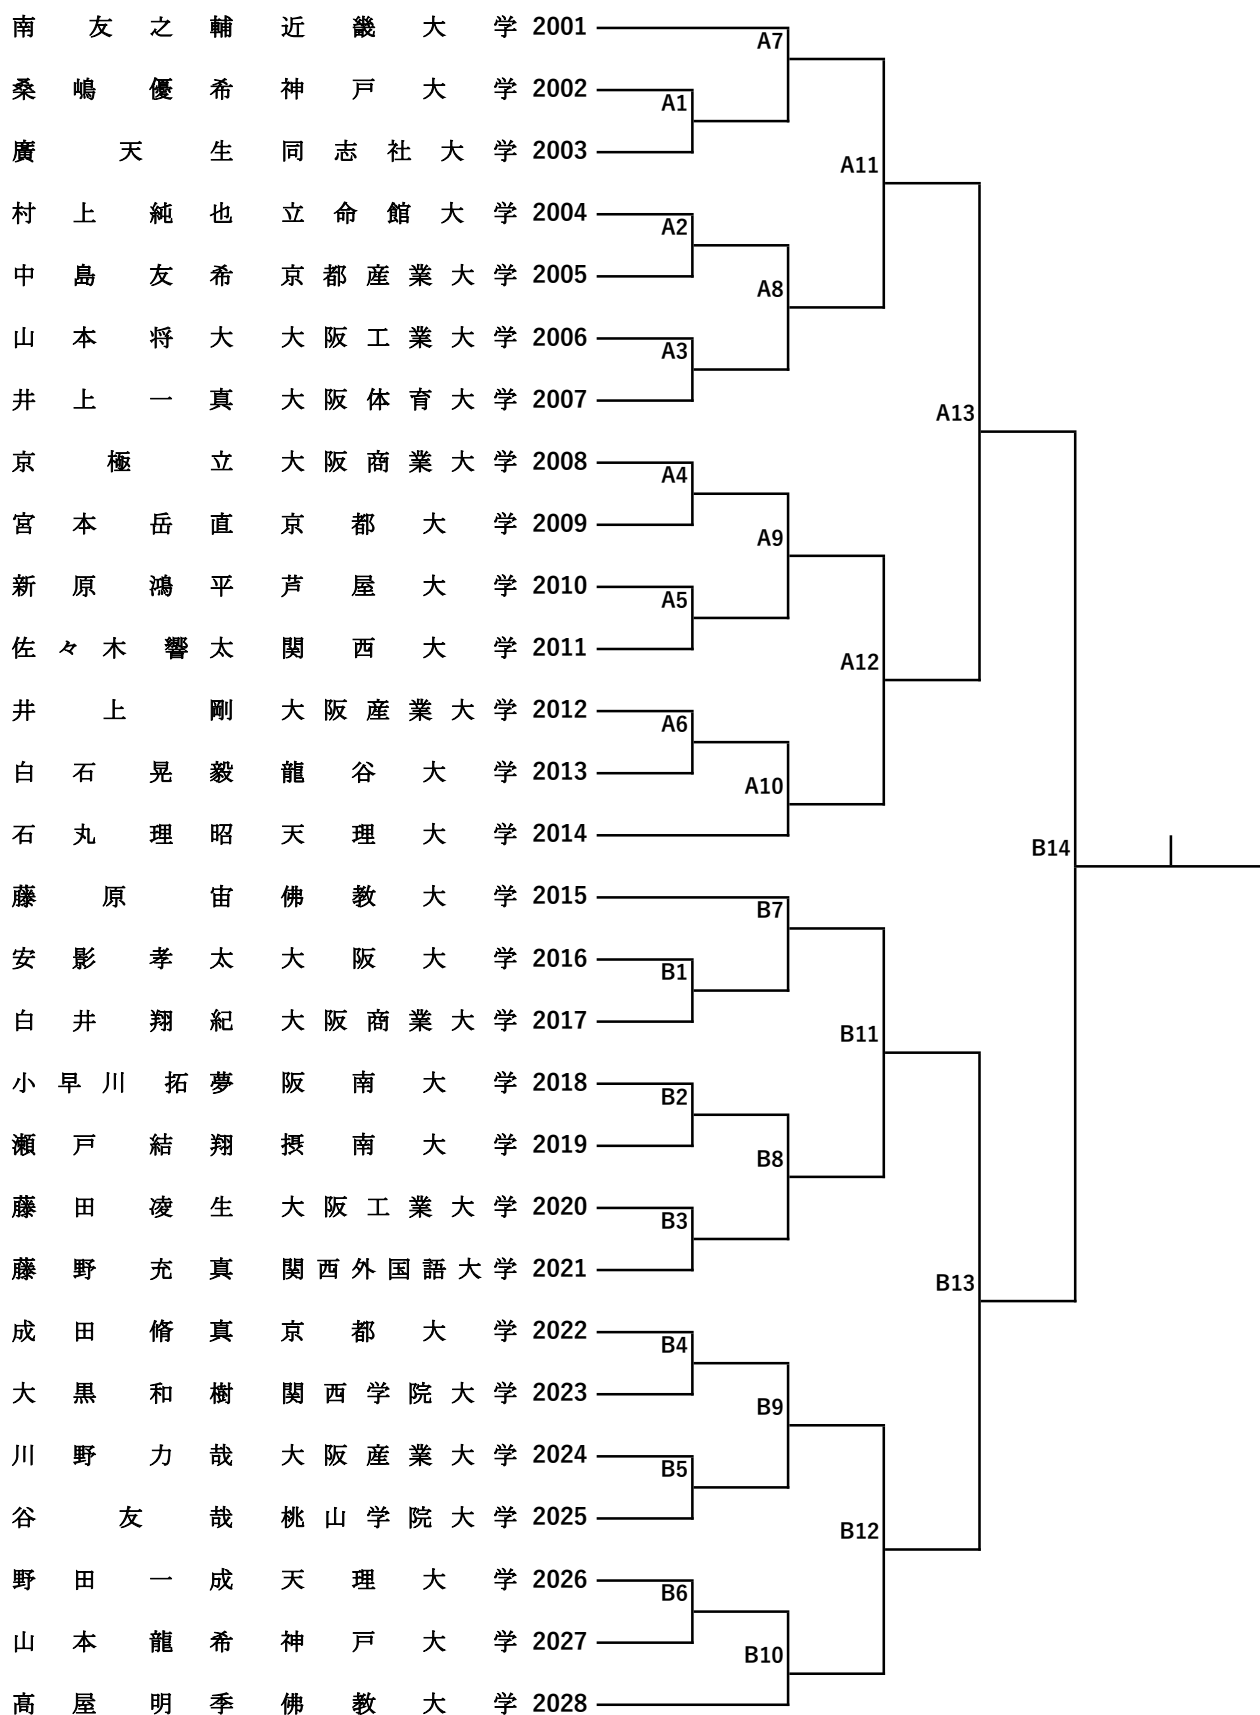 南友之輔 近畿大学 2001
A7
桑嶋優希 神戸大学 2002
A1
廣天生 同志社大学 2003
A11
村上純也 立命館大学 2004
A2
中島友希 京都産業大学 2005
A8
山本将大 大阪工業大学 2006
A3
井上一真 大阪体育大学 2007
A13
京極立 大阪商業大学 2008
A4
宮本岳直 京都大学 2009
A9
新原鴻平 芦屋大学 2010
A5
佐々木響太 関西大学 2011
A12
井上剛 大阪産業大学 2012
A6
白石晃毅 龍谷大学 2013
A10
石丸理昭 天理大学 2014
B14
藤原宙 佛教大学 2015
B7
安影孝太 大阪大学 2016
B1
白井翔紀 大阪商業大学 2017
B11
小早川拓夢 阪南大学 2018
B2
瀬戸結翔 摂南大学 2019
B8
藤田凌生 大阪工業大学 2020
B3
藤野充真 関西外国語大学 2021
B13
成田脩真 京都大学 2022
B4
大黒和樹 関西学院大学 2023
B9
川野力哉 大阪産業大学 2024
B5
谷友哉 桃山学院大学 2025
B12
野田一成 天理大学 2026
B6
山本龍希 神戸大学 2027
B10
髙屋明季 佛教大学 2028